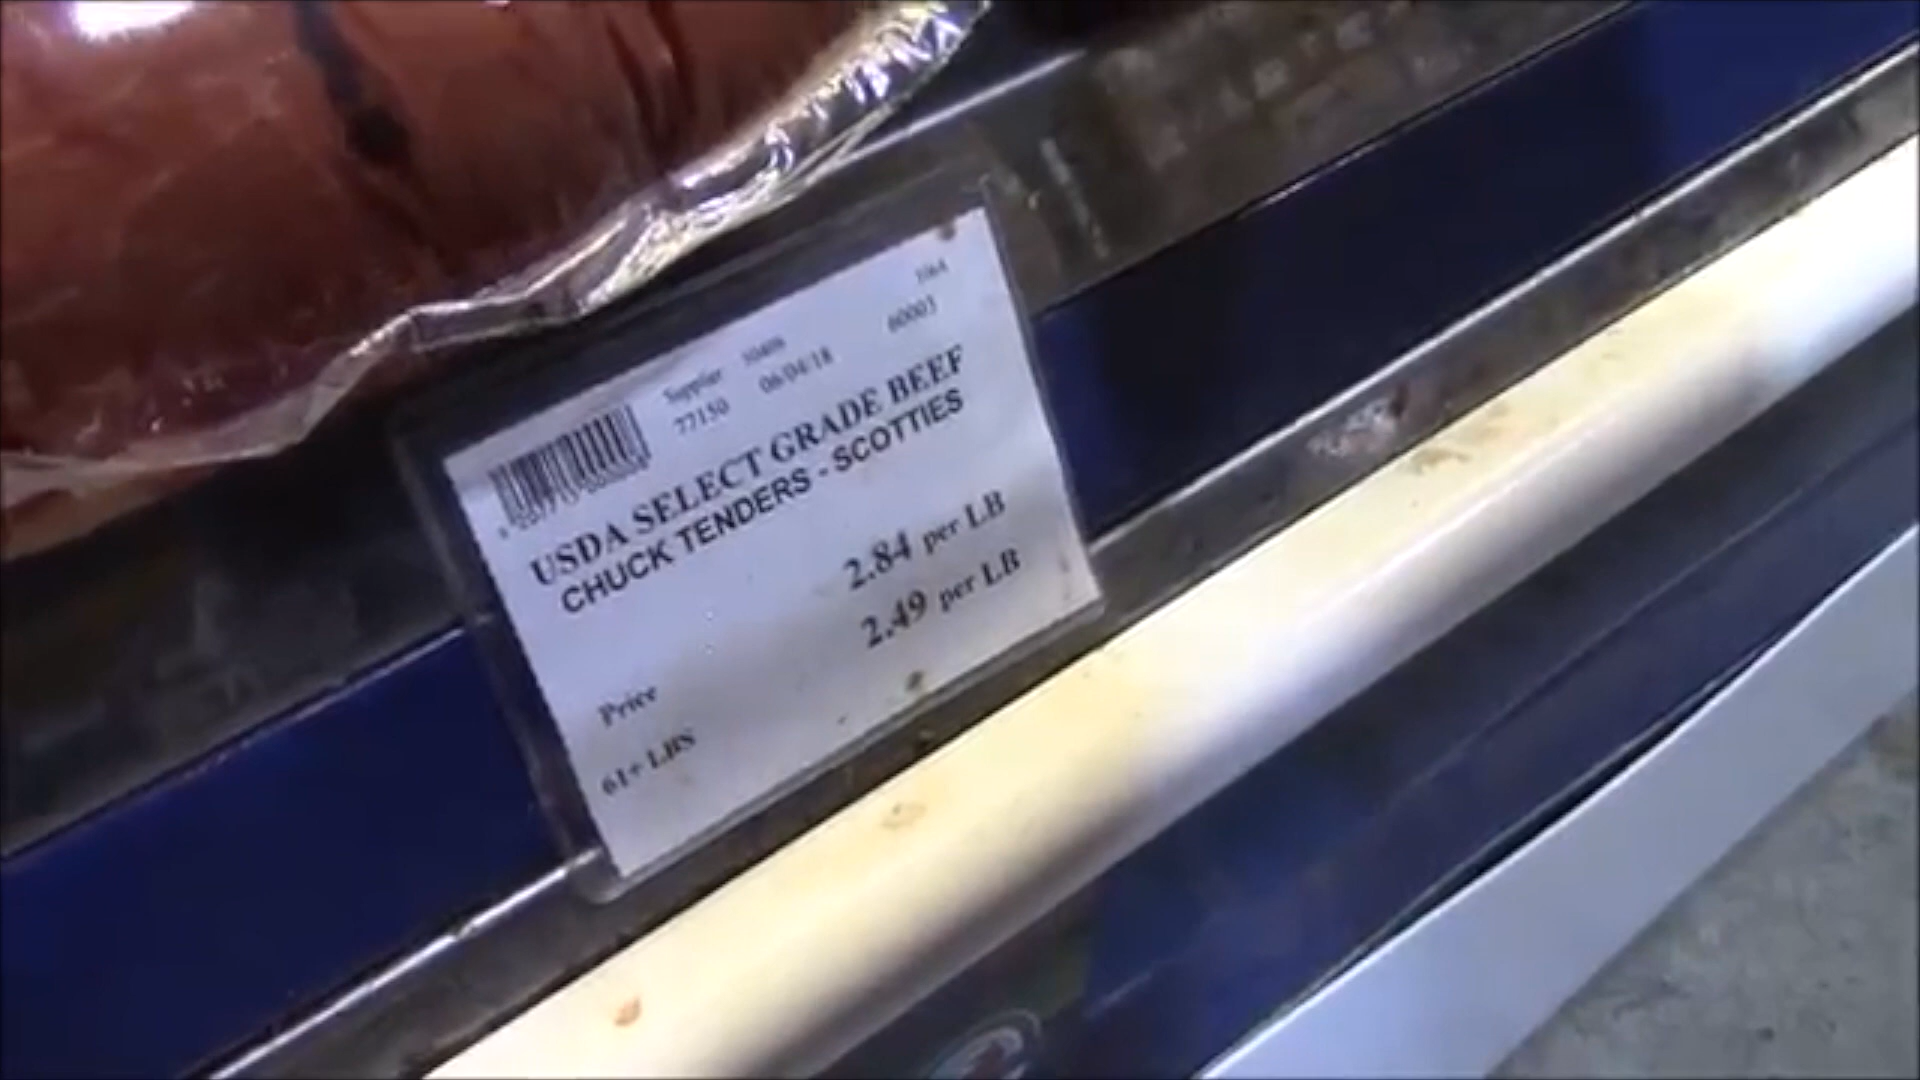 Supplier
77150 06/04/18 60003
USDA SELECT GRADE BEEF
CHUCK TENDERS - SCOTTIES
Price 2.84 per LB
61+ LBS 2.49 per LB